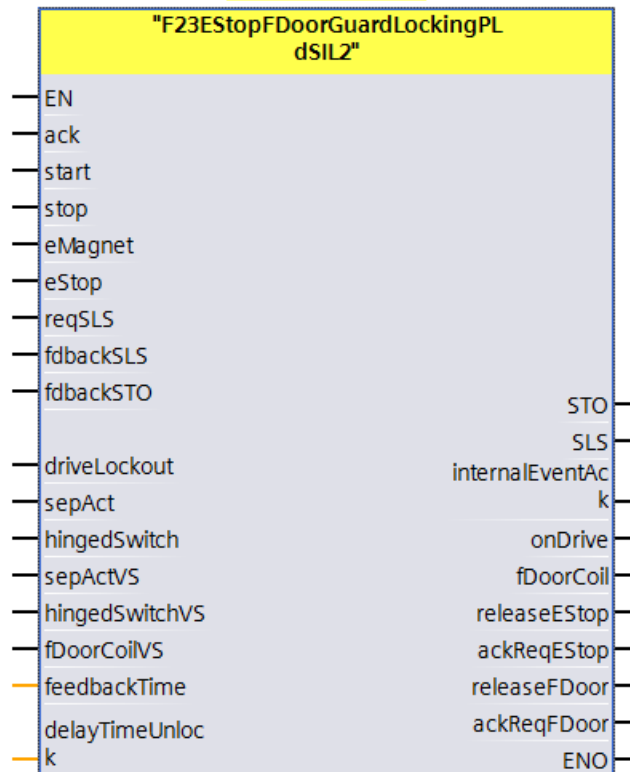 "F23EStopFDoorGuardLockingPL
dSIL2"
EN
ack
start
stop
eMagnet
eStop
reqSLS
fdbackSLS
fdbackSTO
driveLockout
sepAct
hingedSwitch
sepActVS
hingedSwitchVS
fDoorCoilVS
feedbackTime
delayTimeUnloc
k
STO
SLS
internalEventAc
k
onDrive
fDoorCoil
releaseEStop
ackReqEStop
releaseFDoor
ackReqFDoor
ENO